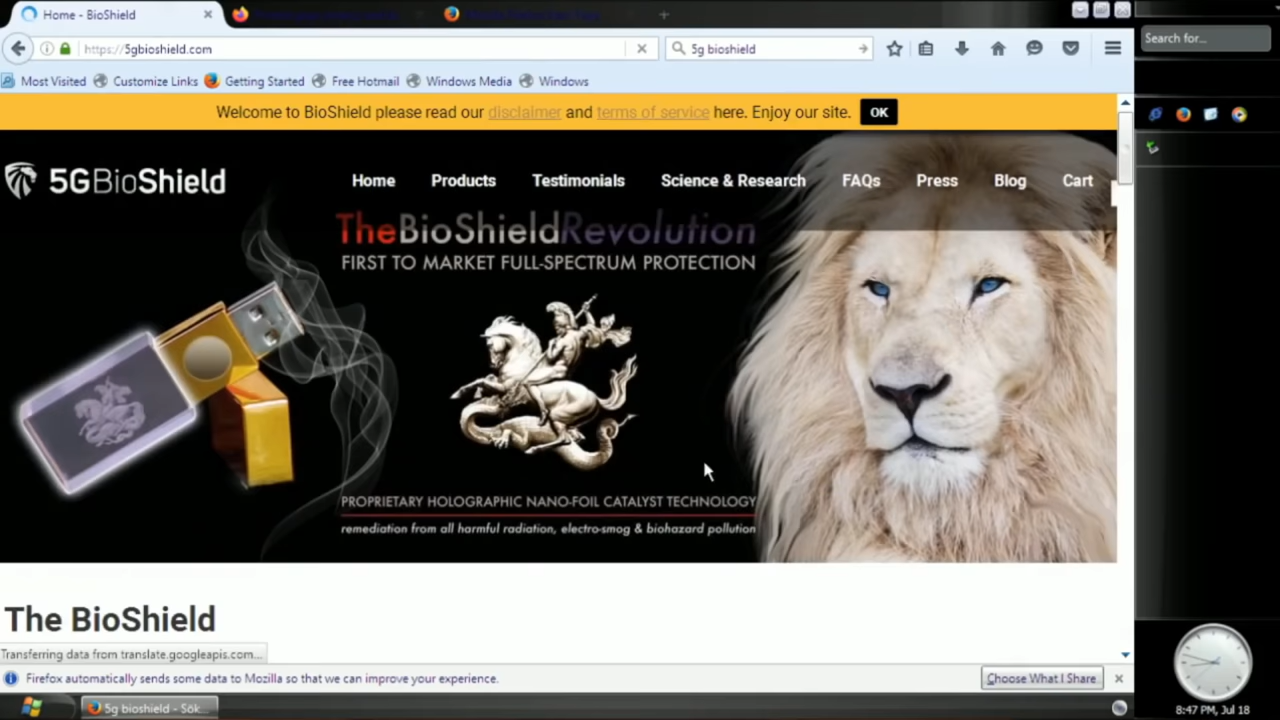 Home - BioShield
https://5gbioshield.com
5g bioshield
Search for...
Most Visited Customize Links Getting Started Free Hotmail Windows Media Windows
Welcome to BioShield please read our disclaimer and terms of service here. Enjoy our site. OK
5GBioShield
Home Products Testimonials Science & Research FAQs Press Blog Cart
TheBioShieldRevolution
FIRST TO MARKET FULL-SPECTRUM PROTECTION
PROPRIETARY HOLOGRAPHIC NANO-FOIL CATALYST TECHNOLOGY
remediation from all harmful radiation, electro-smog & biohazard pollution
The BioShield
Transferring data from translate.googleapis.com...
Firefox automatically sends some data to Mozilla so that we can improve your experience. Choose What I Share
5g bioshield - Sök...
8:47 PM, Jul 18